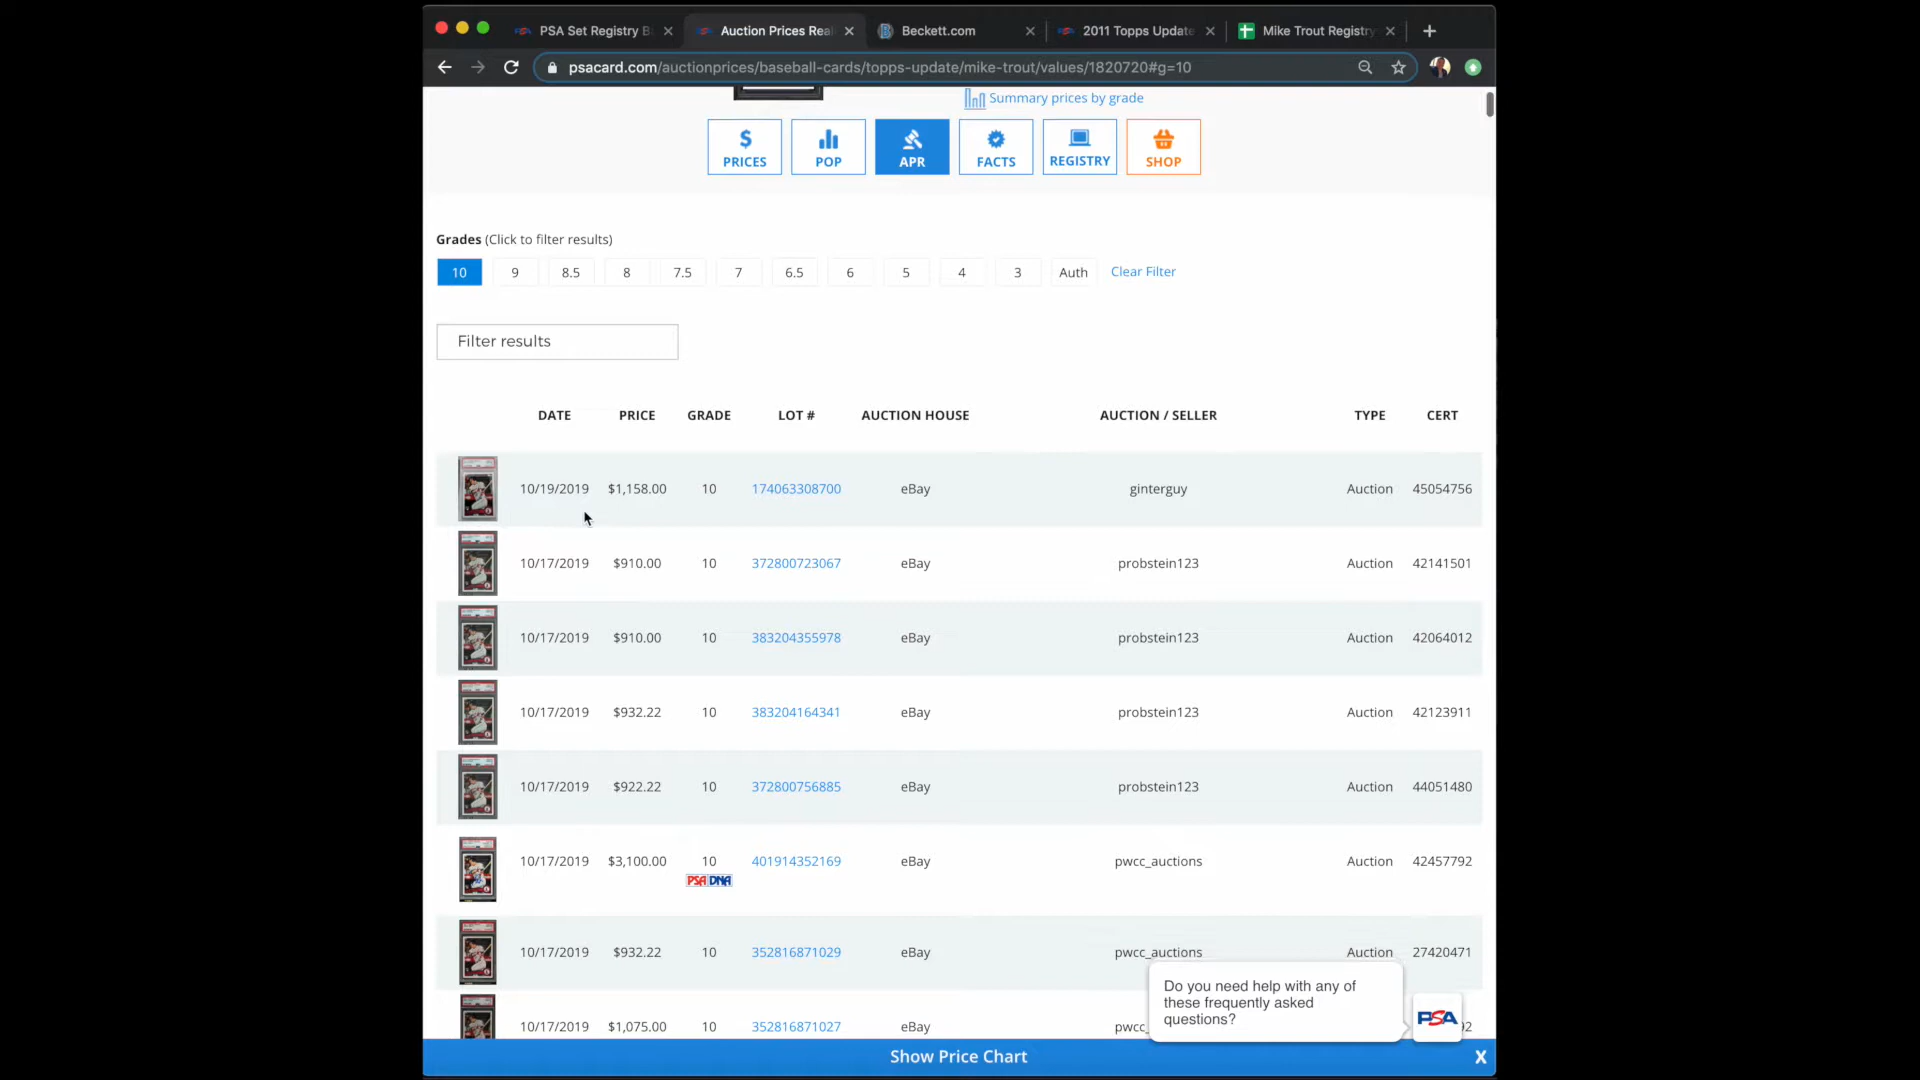 PSA Set Registry B
Auction Prices Rea
Beckett.com
2011 Topps Update
Mike Trout Registry
psacard.com/auctionprices/baseball-cards/topps-update/mike-trout/values/1820720#g=10
Summary prices by grade
PRICES POP APR FACTS REGISTRY SHOP
Grades (Click to filter results)
10 9 8.5 8 7.5 7 6.5 6 5 4 3 Auth Clear Filter
Filter results
DATE PRICE GRADE LOT # AUCTION HOUSE AUCTION / SELLER TYPE CERT
10/19/2019 $1,158.00 10 174063308700 eBay ginterguy Auction 45054756
10/17/2019 $910.00 10 372800723067 eBay probstein123 Auction 42141501
10/17/2019 $910.00 10 383204355978 eBay probstein123 Auction 42064012
10/17/2019 $932.22 10 383204164341 eBay probstein123 Auction 42123911
10/17/2019 $922.22 10 372800756885 eBay probstein123 Auction 44051480
10/17/2019 $3,100.00 10 401914352169 eBay pwcc_auctions Auction 42457792
PSA DNA
10/17/2019 $932.22 10 352816871029 eBay pwcc_auctions Auction 27420471
10/17/2019 $1,075.00 10 352816871027 eBay pwcc_
Do you need help with any of
these frequently asked
questions?
PSA
Show Price Chart X